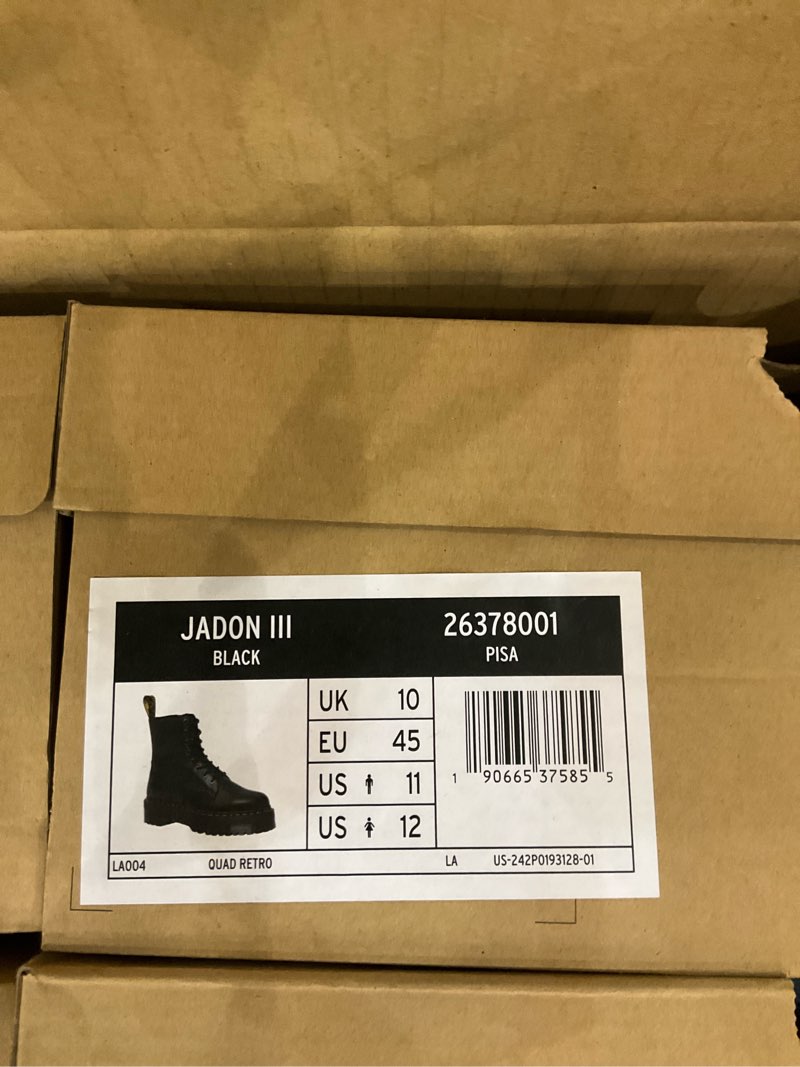 JADON III
BLACK
26378001
PISA
UK 10
EU 45
US 11
US 12
1 90665 37585 5
LA004
QUAD RETRO
LA
US-242P0193128-01